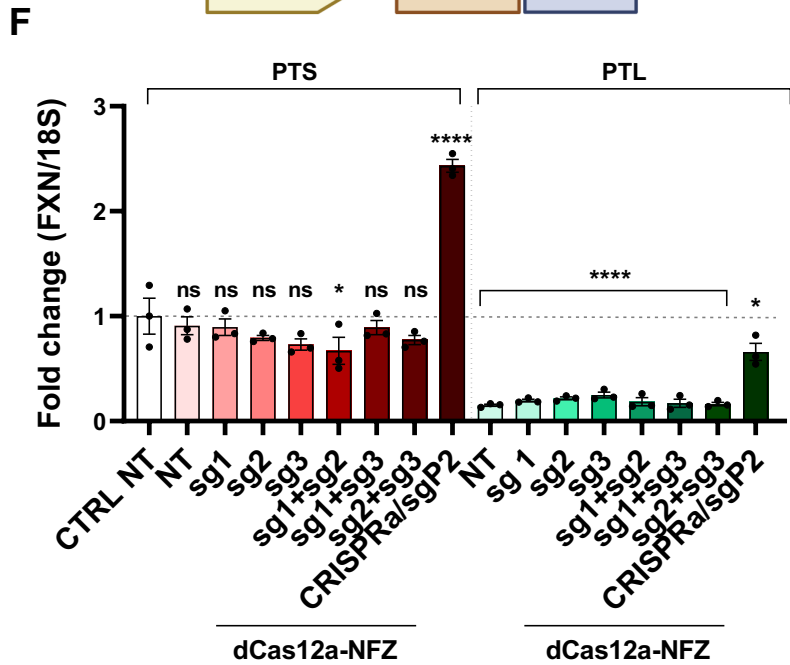 F
PTS
PTL
Fold change (FXN/18S)
3
2
1
0
ns
ns
ns
ns
*
ns
ns
****
****
*
CTRL NT
NT
sg1
sg2
sg3
sg1+sg2
sg1+sg3
sg2+sg3
CRISPRa/sgP2
NT
sg 1
sg2
sg3
sg1+sg2
sg1+sg3
sg2+sg3
CRISPRa/sgP2
dCas12a-NFZ
dCas12a-NFZ